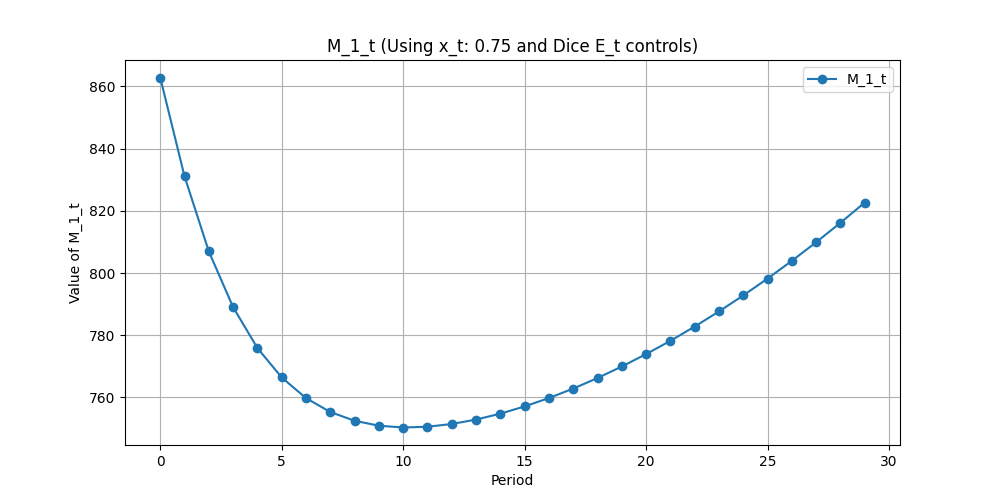 M_1_t (Using x_t: 0.75 and Dice E_t controls)
M_1_t
Value of M_1_t
860
840
820
800
780
760
0 5 10 15 20 25 30
Period